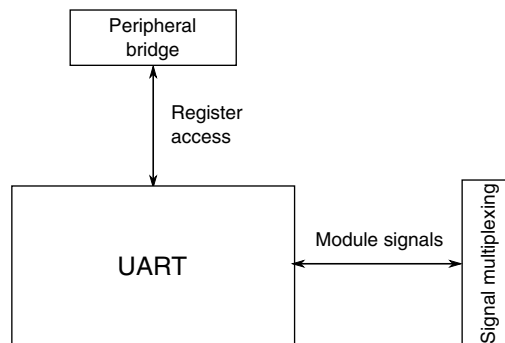 Peripheral
bridge
Register
access
UART
Module signals
Signal multiplexing